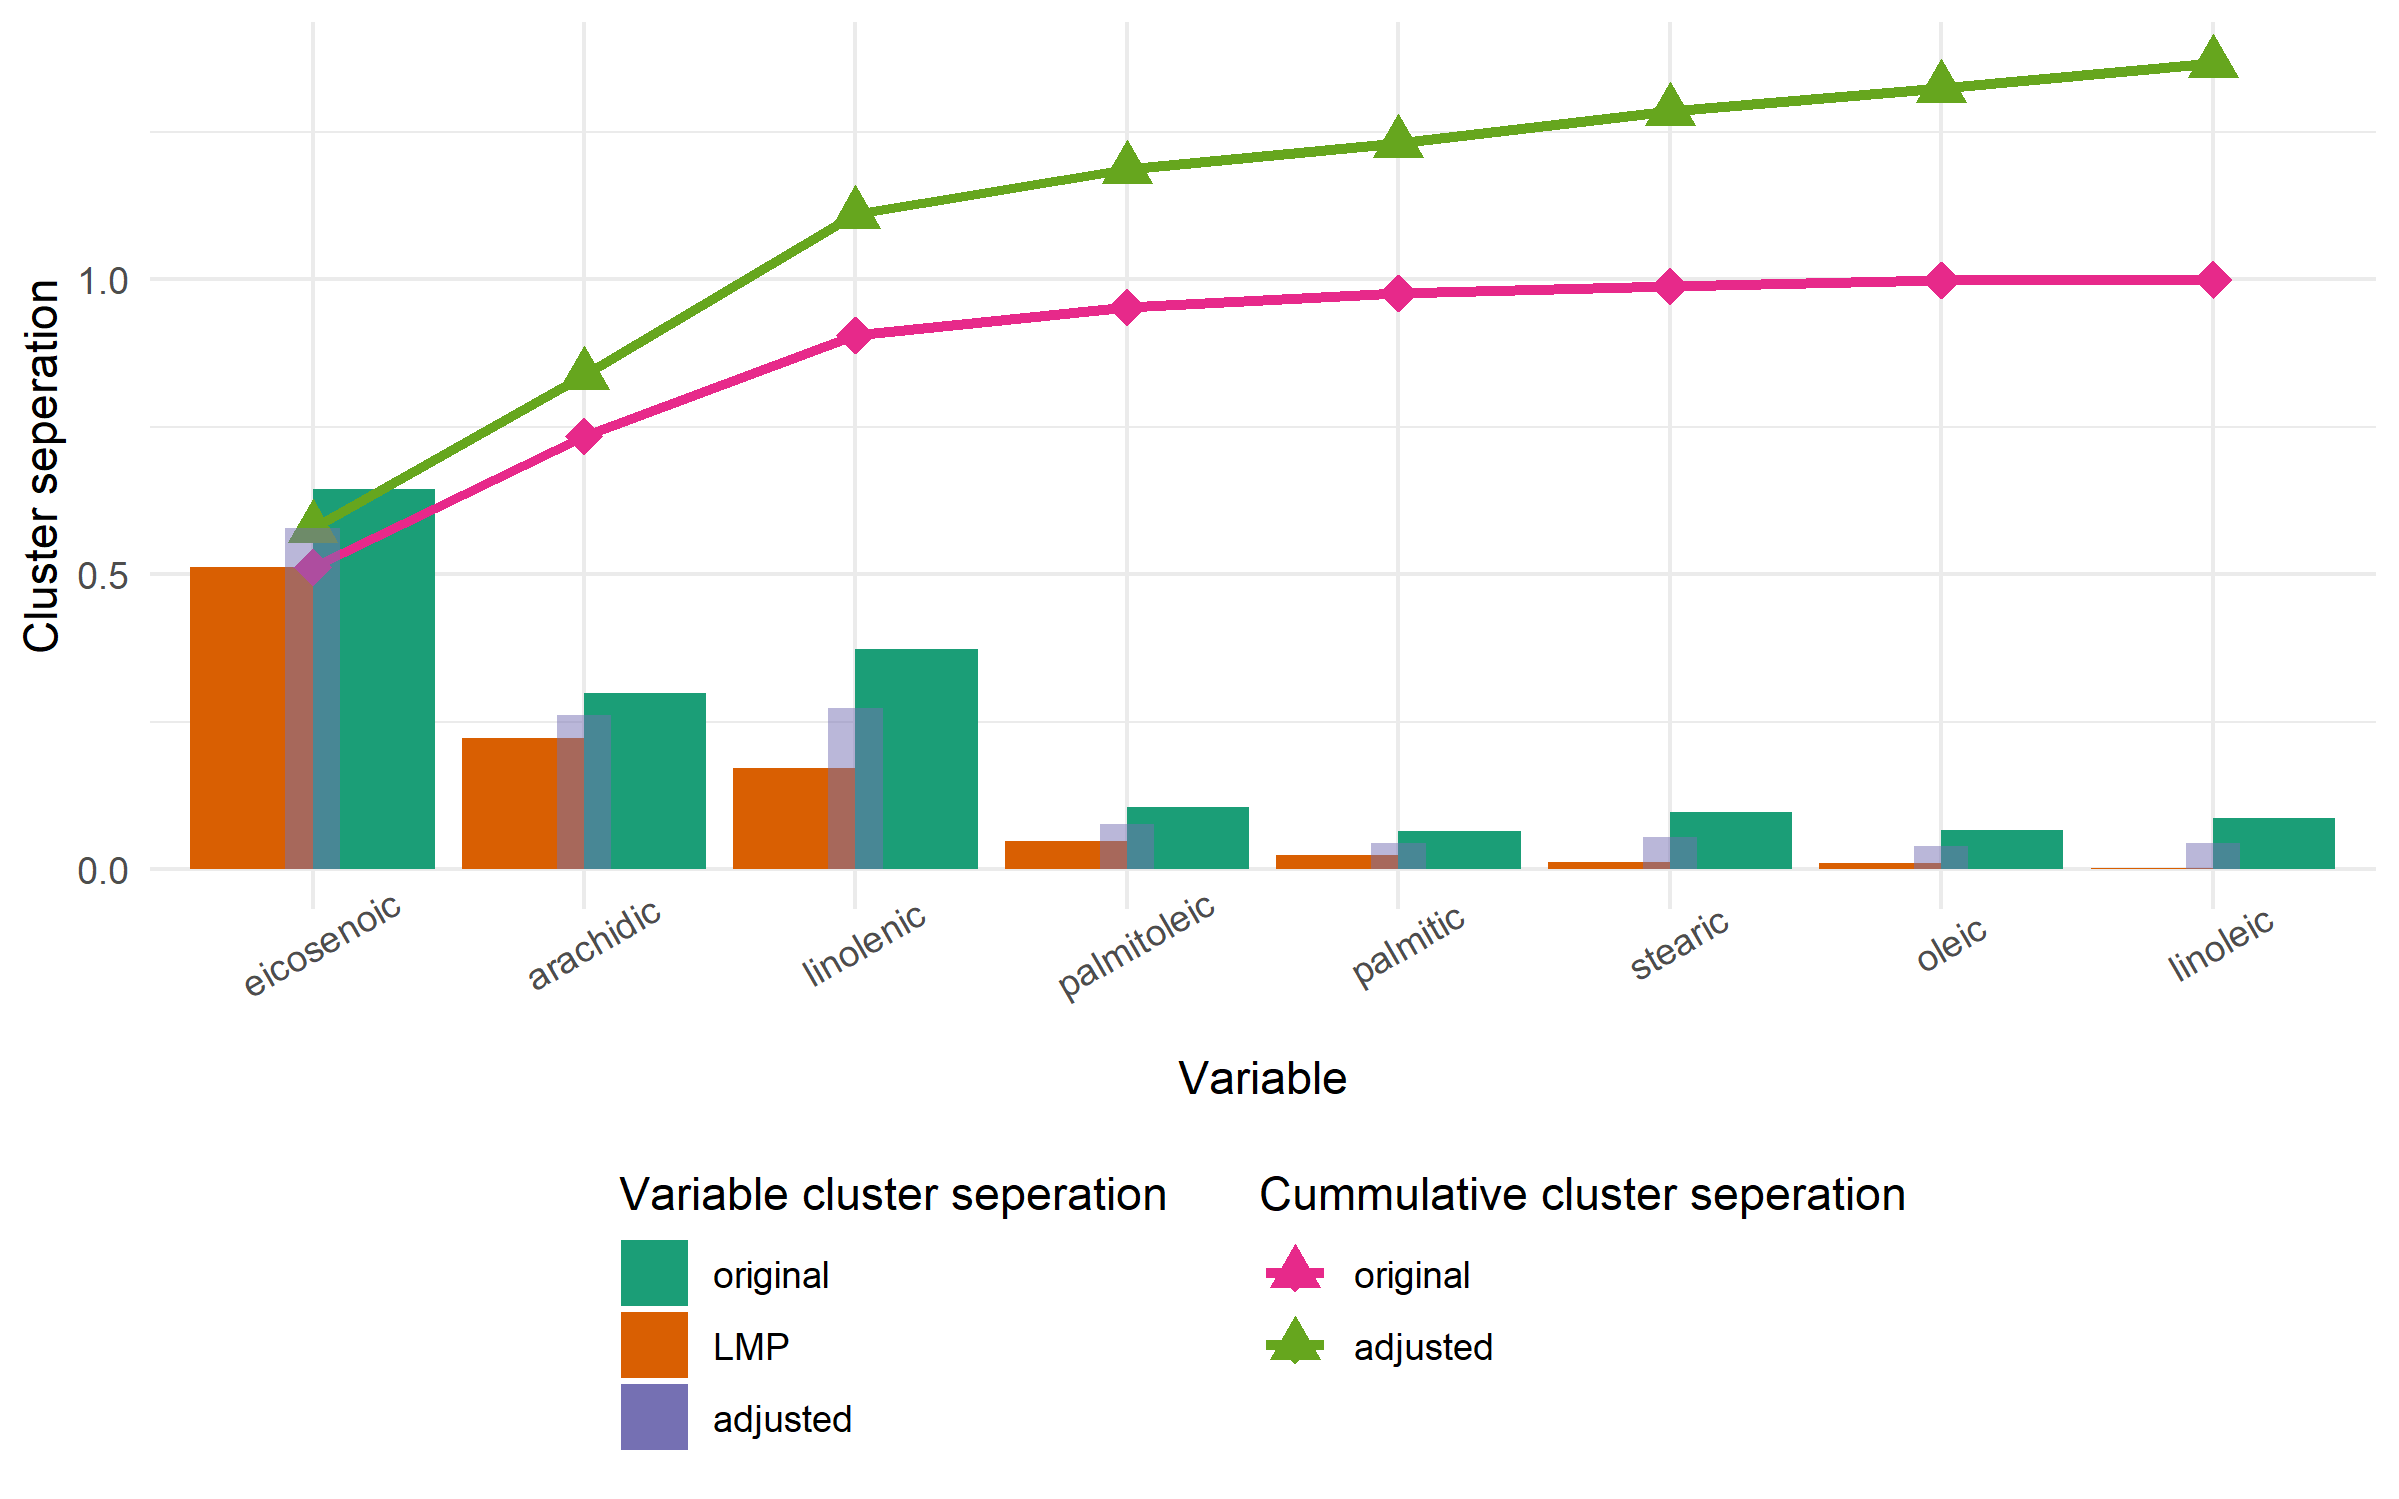 Cluster seperation
1.0
0.5
0.0
eicosenoic
arachidic
linolenic
palmitoleic
palmitic
stearic
oleic
linoleic
Variable
Variable cluster seperation
original
LMP
adjusted
Cummulative cluster seperation
original
adjusted